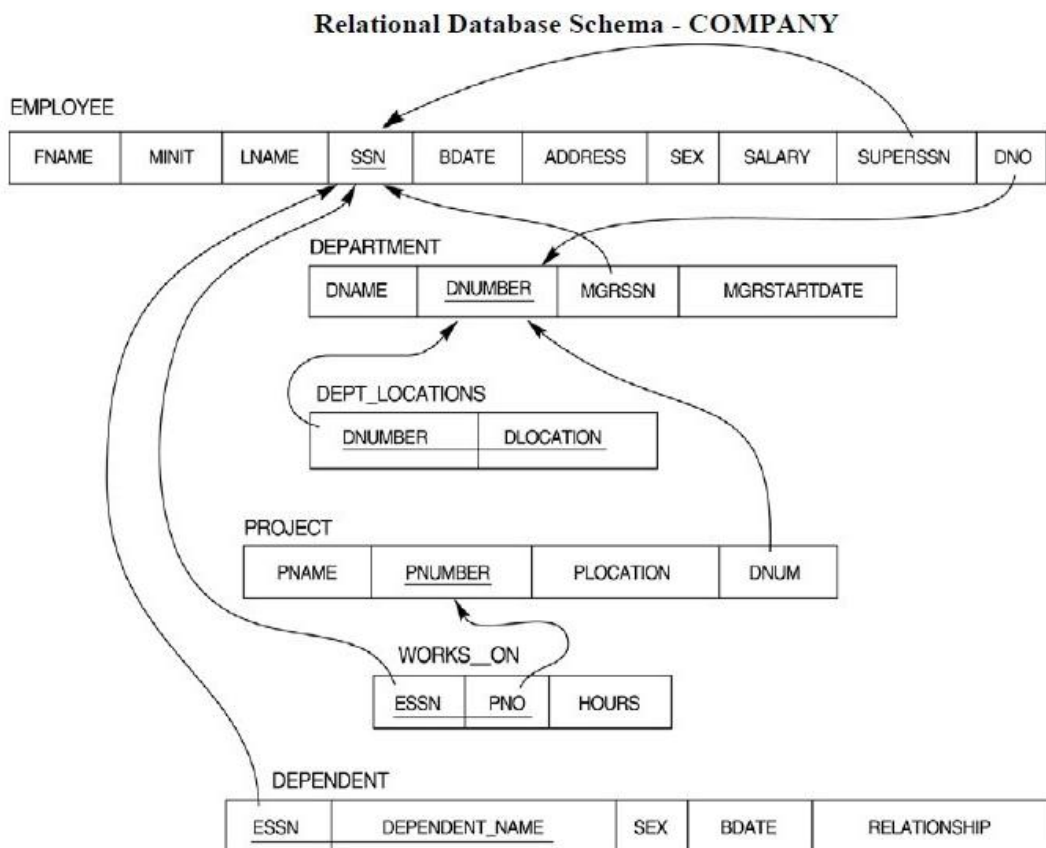 Relational Database Schema - COMPANY
EMPLOYEE
FNAME MINIT LNAME SSN BDATE ADDRESS SEX SALARY SUPERSSN DNO
DEPARTMENT
DNAME DNUMBER MGRSSN MGRSTARTDATE
DEPT_LOCATIONS
DNUMBER DLOCATION
PROJECT
PNAME PNUMBER PLOCATION DNUM
WORKS__ON
ESSN PNO HOURS
DEPENDENT
ESSN DEPENDENT_NAME SEX BDATE RELATIONSHIP